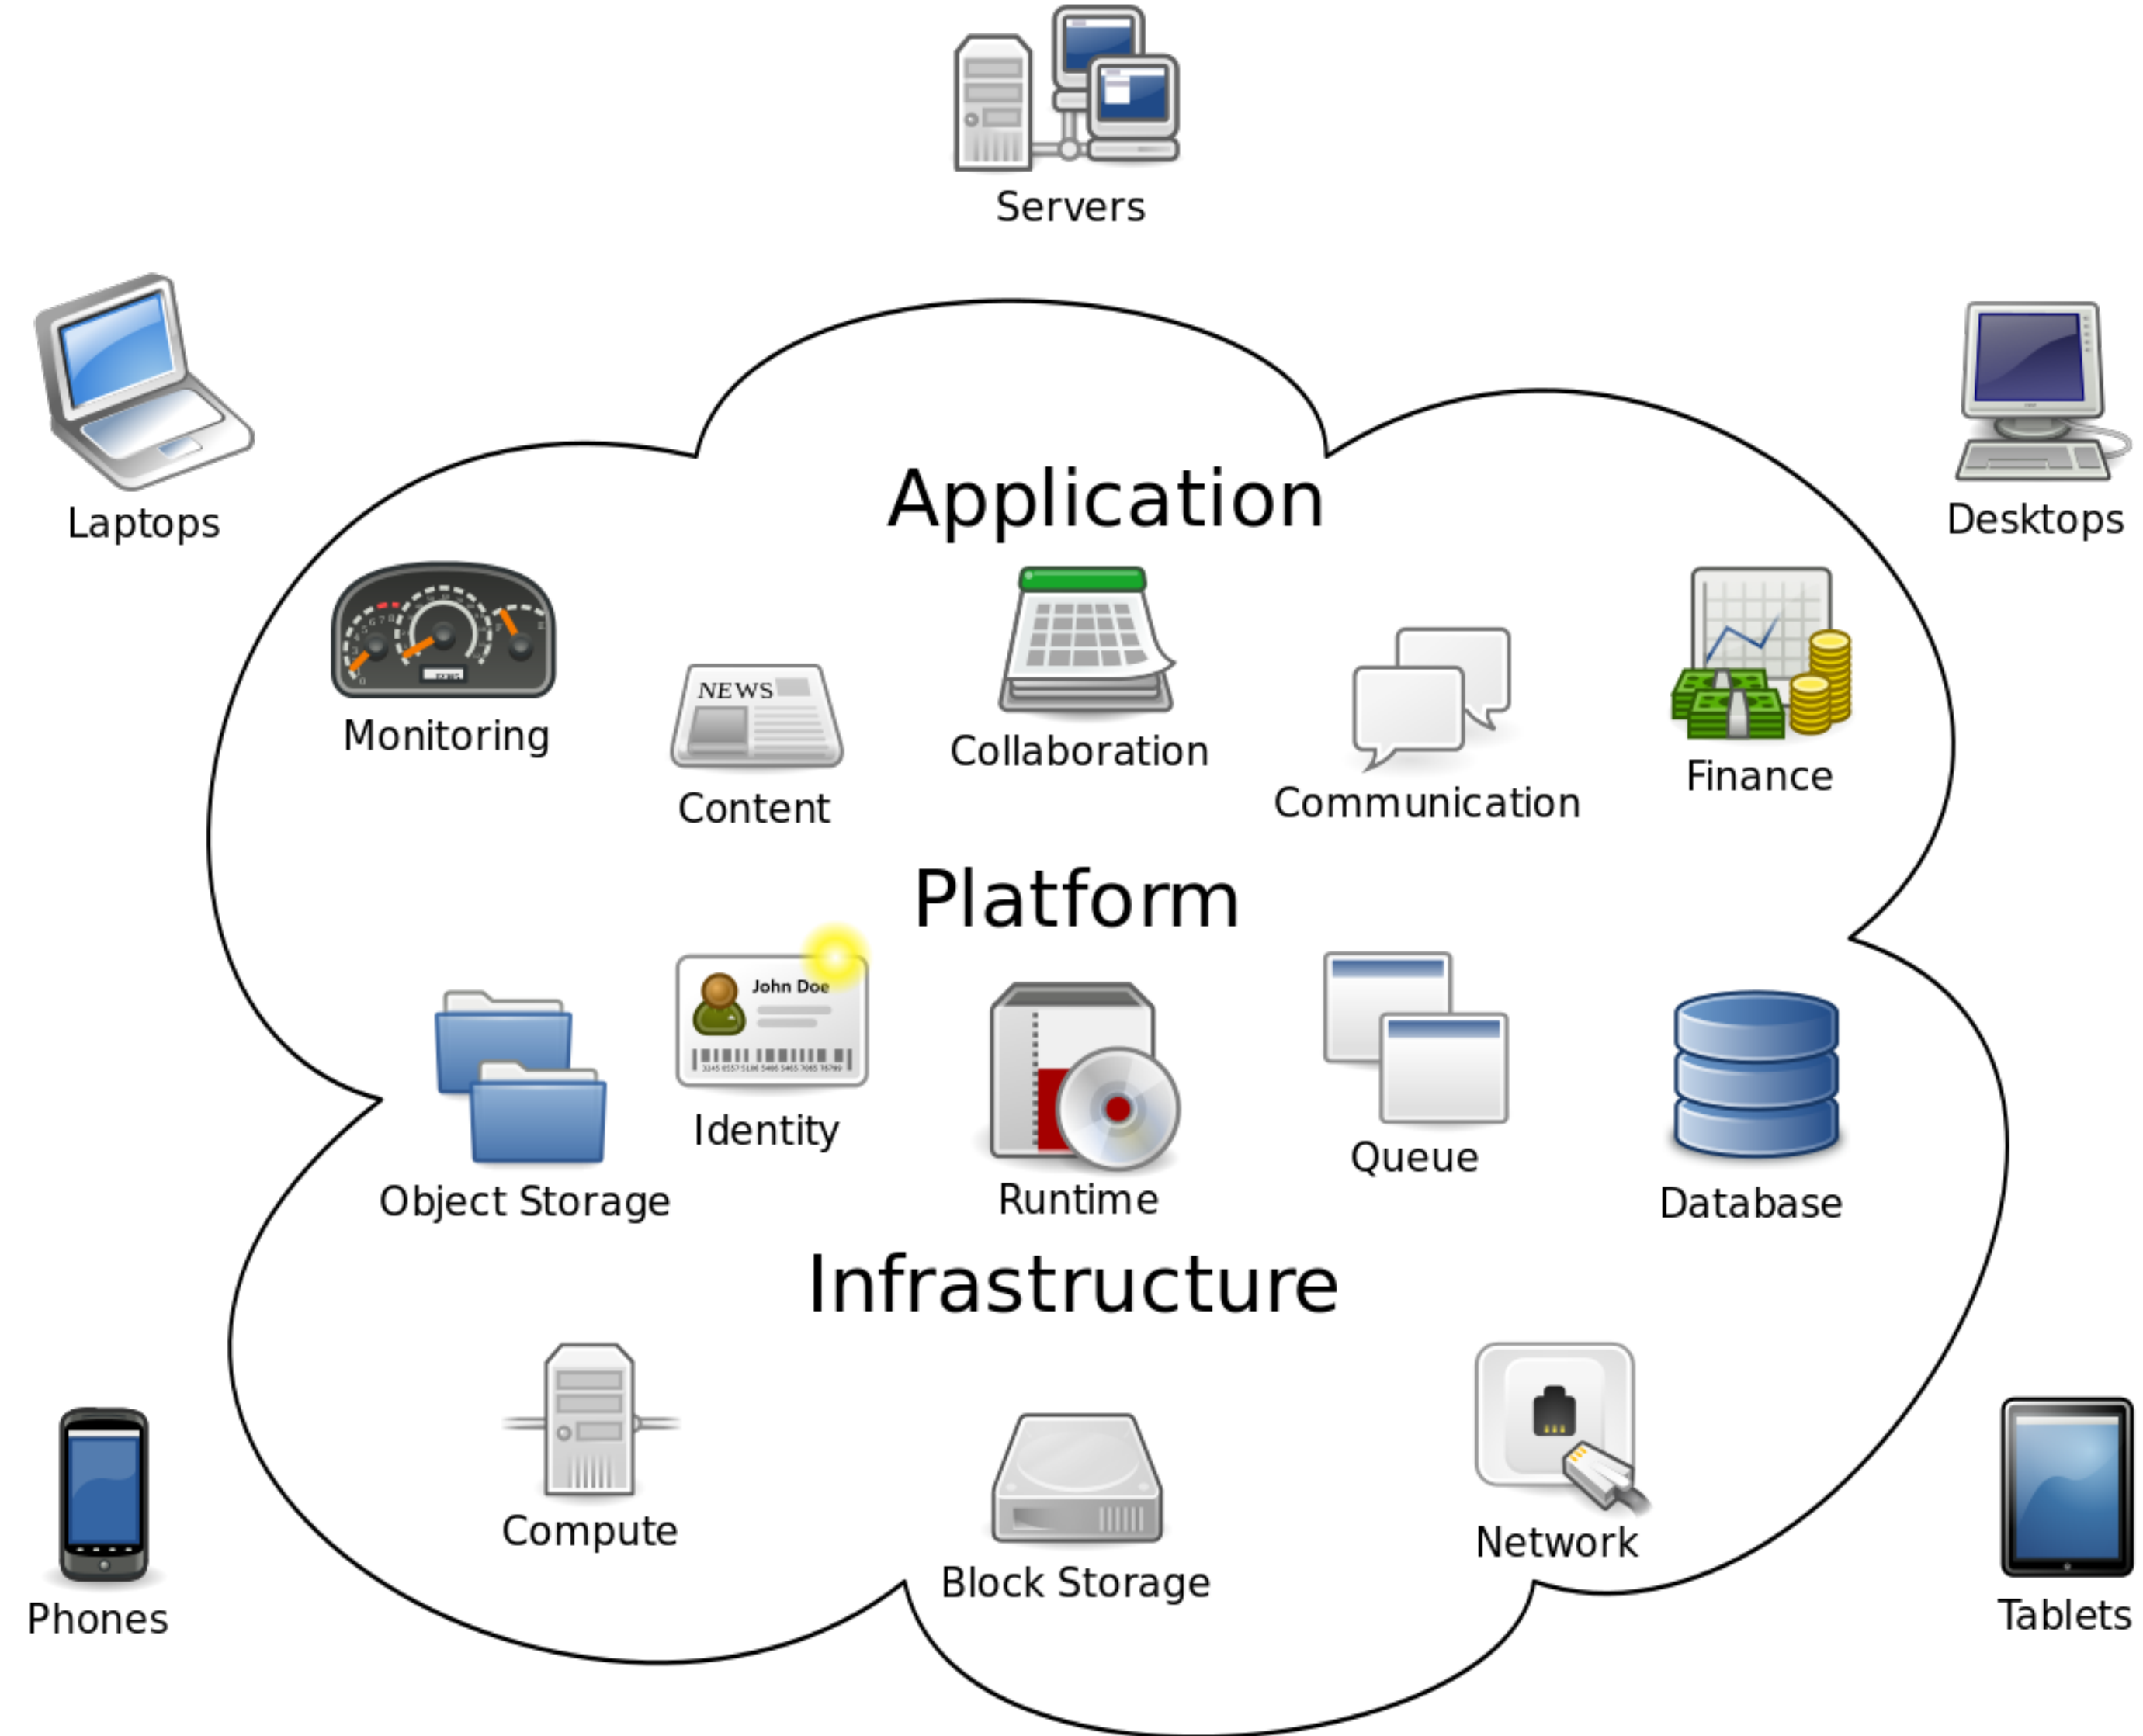 Servers
Laptops
Desktops
Application
Monitoring
NEWS
Content
Collaboration
Communication
Finance
Platform
John Doe
Object Storage
Identity
Runtime
Queue
Database
Infrastructure
Compute
Block Storage
Network
Phones
Tablets